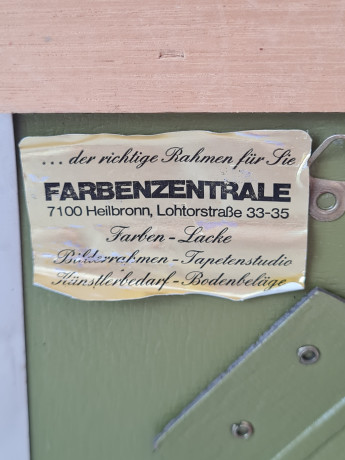 ... der richtige Rahmen für Sie
FARBENZENTRALE
7100 Heilbronn, Lohtorstraße 33-35
Farben - Lacke
Bilderrahmen - Tapetenstudio
Künstlerbedarf - Bodenbeläge